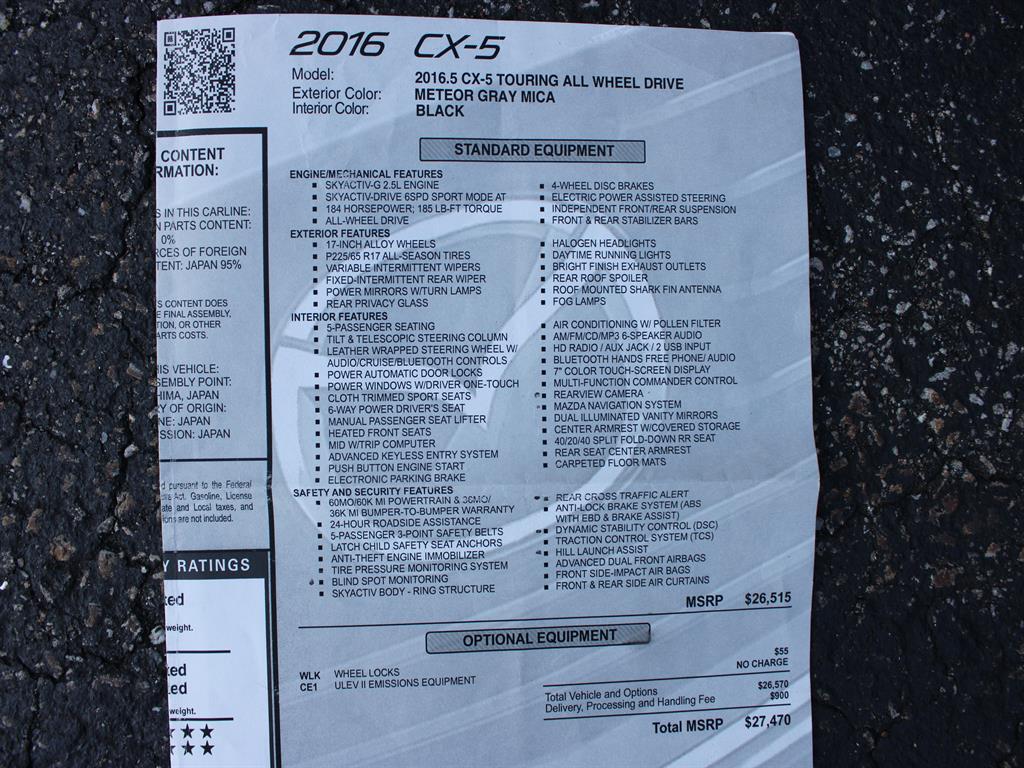 2016 CX-5
Model: 2016.5 CX-5 TOURING ALL WHEEL DRIVE
Exterior Color: METEOR GRAY MICA
Interior Color: BLACK
STANDARD EQUIPMENT
ENGINE/MECHANICAL FEATURES
SKYACTIV-G 2.5L ENGINE
SKYACTIV-DRIVE 6SPD SPORT MODE AT
184 HORSEPOWER; 185 LB-FT TORQUE
ALL-WHEEL DRIVE
4-WHEEL DISC BRAKES
ELECTRIC POWER ASSISTED STEERING
INDEPENDENT FRONT/REAR SUSPENSION
FRONT & REAR STABILIZER BARS
EXTERIOR FEATURES
17-INCH ALLOY WHEELS
P225/65 R17 ALL-SEASON TIRES
VARIABLE INTERMITTENT WIPERS
FIXED-INTERMITTENT REAR WIPER
POWER MIRRORS W/TURN LAMPS
REAR PRIVACY GLASS
HALOGEN HEADLIGHTS
DAYTIME RUNNING LIGHTS
BRIGHT FINISH EXHAUST OUTLETS
REAR ROOF SPOILER
ROOF-MOUNTED SHARK FIN ANTENNA
FOG LAMPS
INTERIOR FEATURES
5-PASSENGER SEATING
TILT & TELESCOPIC STEERING COLUMN
LEATHER WRAPPED STEERING WHEEL W/
AUDIO/CRUISE/BLUETOOTH CONTROLS
POWER AUTOMATIC DOOR LOCKS
POWER WINDOWS W/DRIVER ONE-TOUCH
CLOTH TRIMMED SPORT SEATS
6-WAY POWER DRIVER'S SEAT
MANUAL PASSENGER SEAT LIFTER
HEATED FRONT SEATS
MID W/TRIP COMPUTER
ADVANCED KEYLESS ENTRY SYSTEM
PUSH BUTTON ENGINE START
ELECTRONIC PARKING BRAKE
AIR CONDITIONING W/ POLLEN FILTER
AM/FM/CD/MP3 6-SPEAKER AUDIO
HD RADIO / AUX JACK / 2 USB INPUT
BLUETOOTH HANDS FREE PHONE/ AUDIO
7" COLOR TOUCH-SCREEN DISPLAY
MULTI-FUNCTION COMMANDER CONTROL
REARVIEW CAMERA
MAZDA NAVIGATION SYSTEM
DUAL ILLUMINATED VANITY MIRRORS
CENTER ARMREST W/COVERED STORAGE
40/20/40 SPLIT FOLD-DOWN RR SEAT
REAR SEAT CENTER ARMREST
CARPETED FLOOR MATS
SAFETY AND SECURITY FEATURES
60MO/60K MI POWERTRAIN & 36MO/
36K MI BUMPER-TO-BUMPER WARRANTY
24-HOUR ROADSIDE ASSISTANCE
5-PASSENGER 3-POINT SAFETY BELTS
LATCH CHILD SAFETY SEAT ANCHORS
ANTI-THEFT ENGINE IMMOBILIZER
TIRE PRESSURE MONITORING SYSTEM
BLIND SPOT MONITORING
SKYACTIV BODY - RING STRUCTURE
REAR CROSS TRAFFIC ALERT
ANTI-LOCK BRAKE SYSTEM (ABS
WITH EBD & BRAKE ASSIST)
DYNAMIC STABILITY CONTROL (DSC)
TRACTION CONTROL SYSTEM (TCS)
HILL LAUNCH ASSIST
ADVANCED DUAL FRONT AIRBAGS
FRONT SIDE-IMPACT AIR BAGS
FRONT & REAR SIDE AIR CURTAINS
MSRP $26,515
OPTIONAL EQUIPMENT
WLK WHEEL LOCKS $55
CE1 ULEV II EMISSIONS EQUIPMENT NO CHARGE
Total Vehicle and Options $26,570
Delivery, Processing and Handling Fee $900
Total MSRP $27,470
CONTENT
RMATION:
S IN THIS CARLINE:
N PARTS CONTENT:
0%
RCES OF FOREIGN
TENT: JAPAN 95%
S CONTENT DOES
E FINAL ASSEMBLY,
TION, OR OTHER
ARTS COSTS.
HIS VEHICLE:
SEMBLY POINT:
HIMA, JAPAN
RY OF ORIGIN:
NE: JAPAN
SSION: JAPAN
d pursuant to the Federal
Act. Gasoline, License
ate and Local taxes, and
ions are not included.
Y RATINGS
ted
weight.
ked
ed
weight.
★★★
★★★